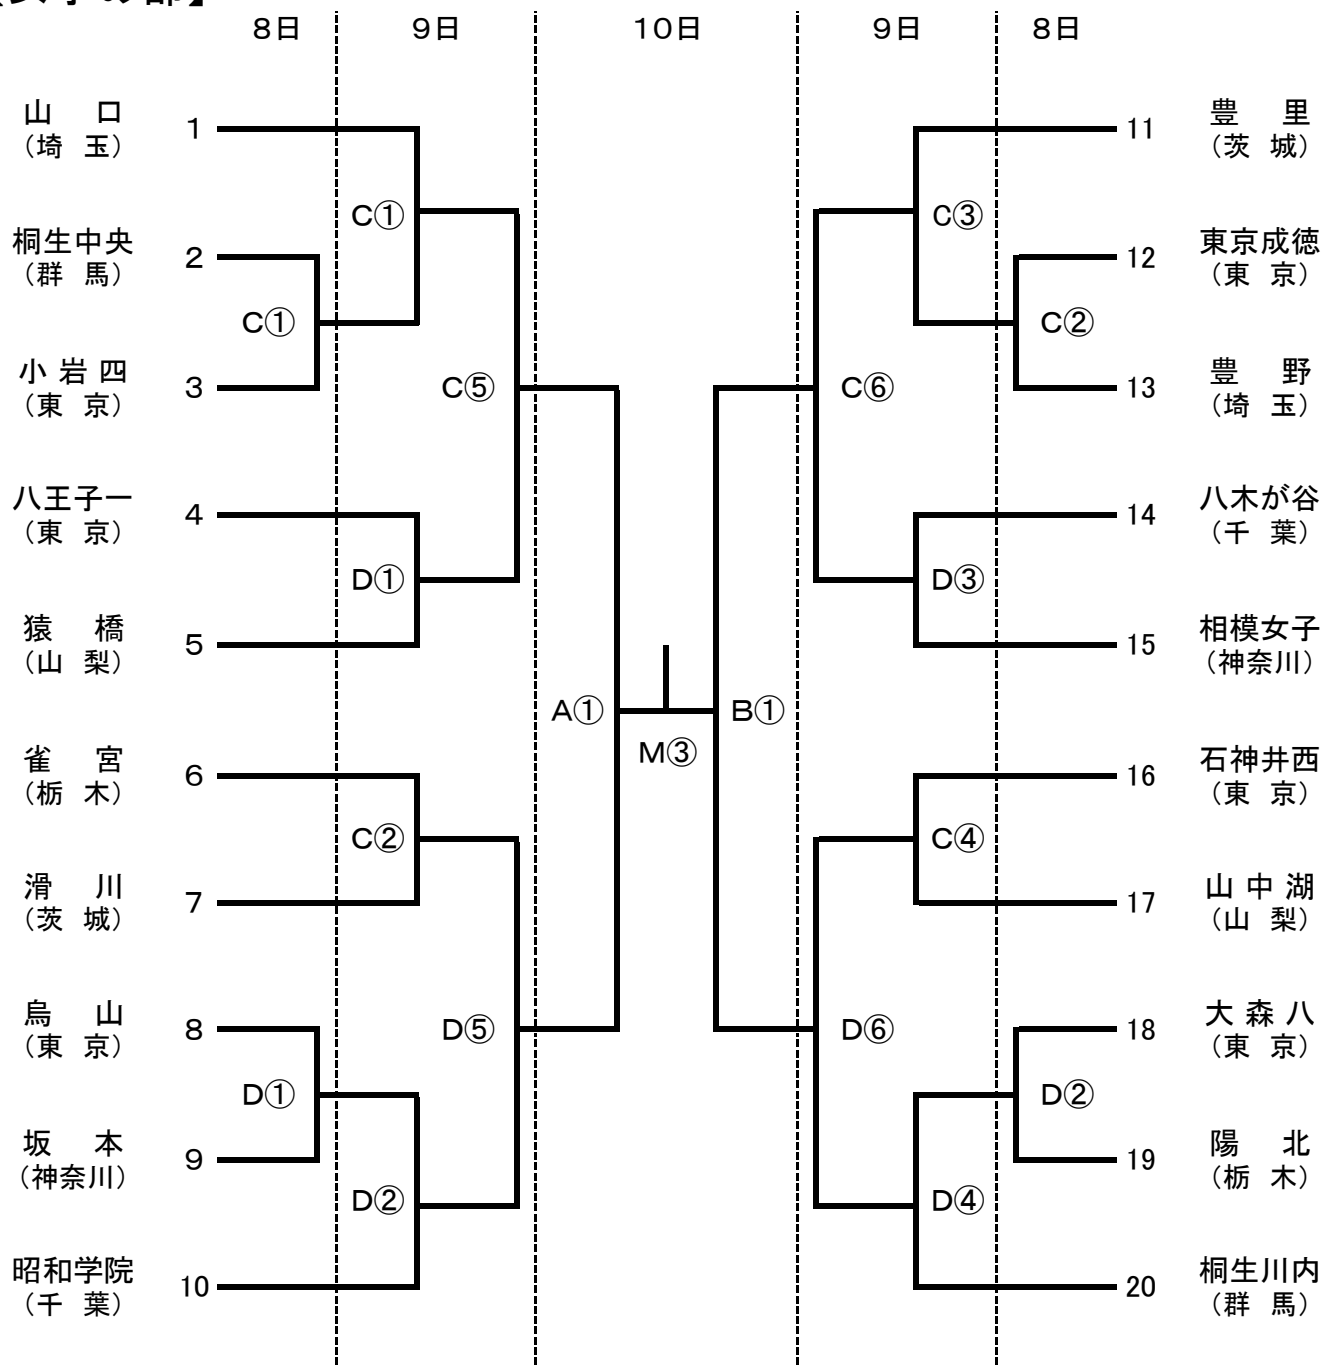 の部】
8日 9日 10日 9日 8日
山 口 1
（埼 玉）
C①
桐生中央 2
（群 馬）
C①
小 岩 四 3
（東 京）
C⑤
八王子一 4
（東 京）
D①
猿 橋 5
（山 梨）
A①
雀 宮 6
（栃 木）
C②
滑 川 7
（茨 城）
烏 山 8
（東 京）
D⑤
D①
坂 本 9
（神奈川）
D②
昭和学院 10
（千 葉）
M③
11 豊 里
（茨 城）
C③
12 東京成徳
（東 京）
C②
13 豊 野
（埼 玉）
C⑥
14 八木が谷
（千 葉）
D③
15 相模女子
（神奈川）
B①
16 石神井西
（東 京）
C④
17 山 中 湖
（山 梨）
18 大 森 八
（東 京）
D⑥
D②
19 陽 北
（栃 木）
D④
20 桐生川内
（群 馬）